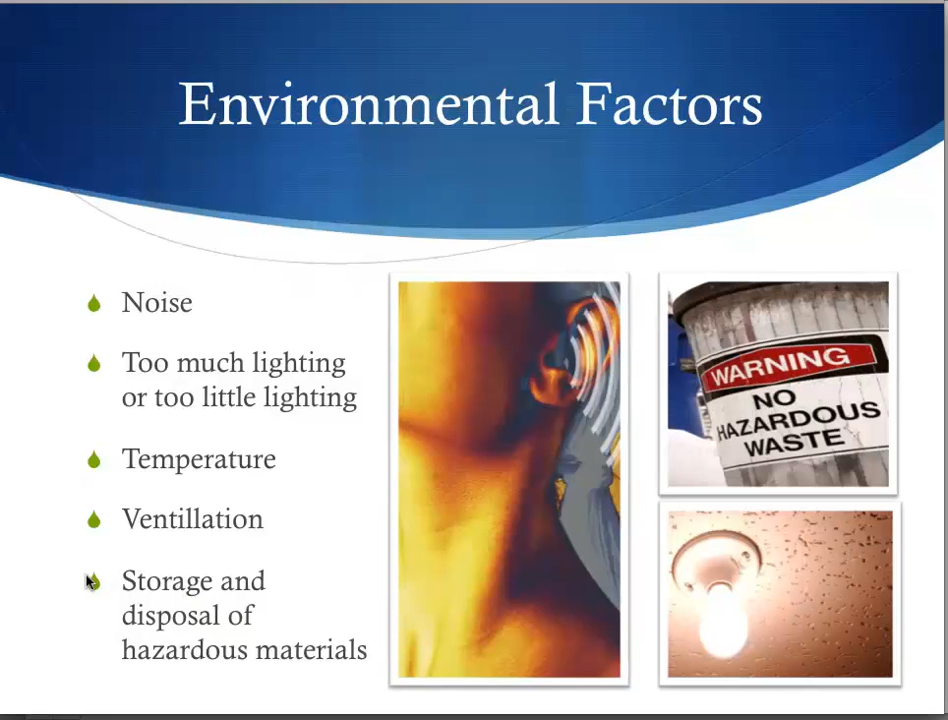 Environmental Factors
Noise
Too much lighting
or too little lighting
Temperature
Ventillation
Storage and
disposal of
hazardous materials
WARNING
NO
HAZARDOUS
WASTE